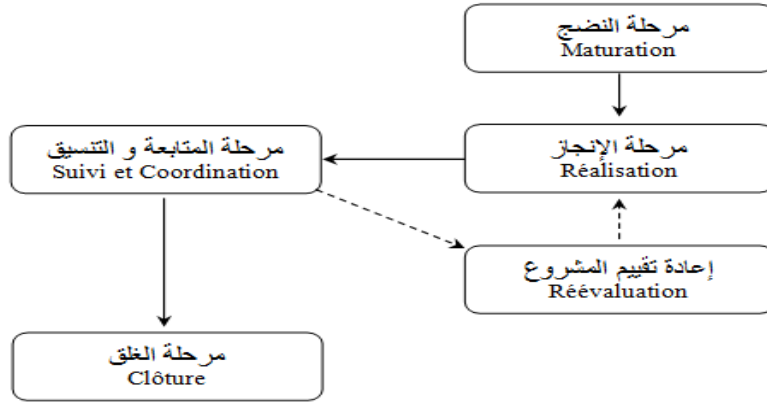 مرحلة النضج
Maturation
مرحلة الإنجاز
Réalisation
مرحلة المتابعة و التنسيق
Suivi et Coordination
إعادة تقييم المشروع
Réévaluation
مرحلة الغلق
Clôture